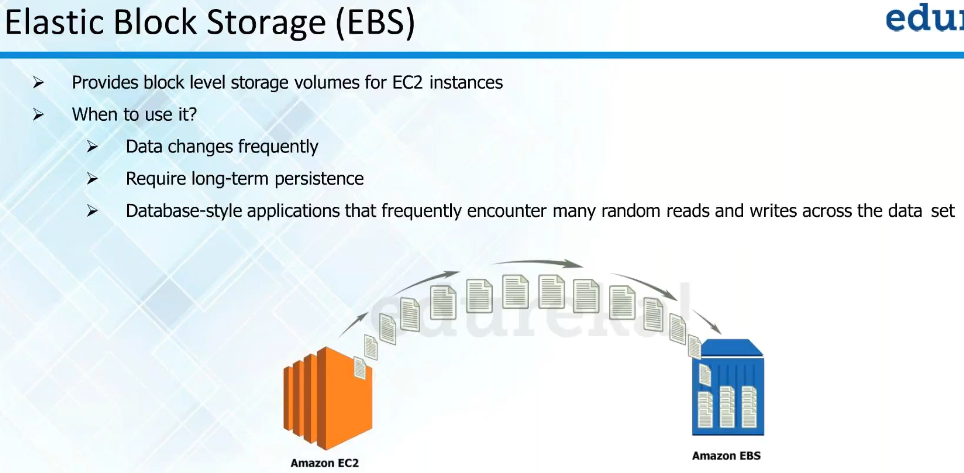 Elastic Block Storage (EBS)
Provides block level storage volumes for EC2 instances
When to use it?
Data changes frequently
Require long-term persistence
Database-style applications that frequently encounter many random reads and writes across the data set
edureka!
Amazon EC2
Amazon EBS